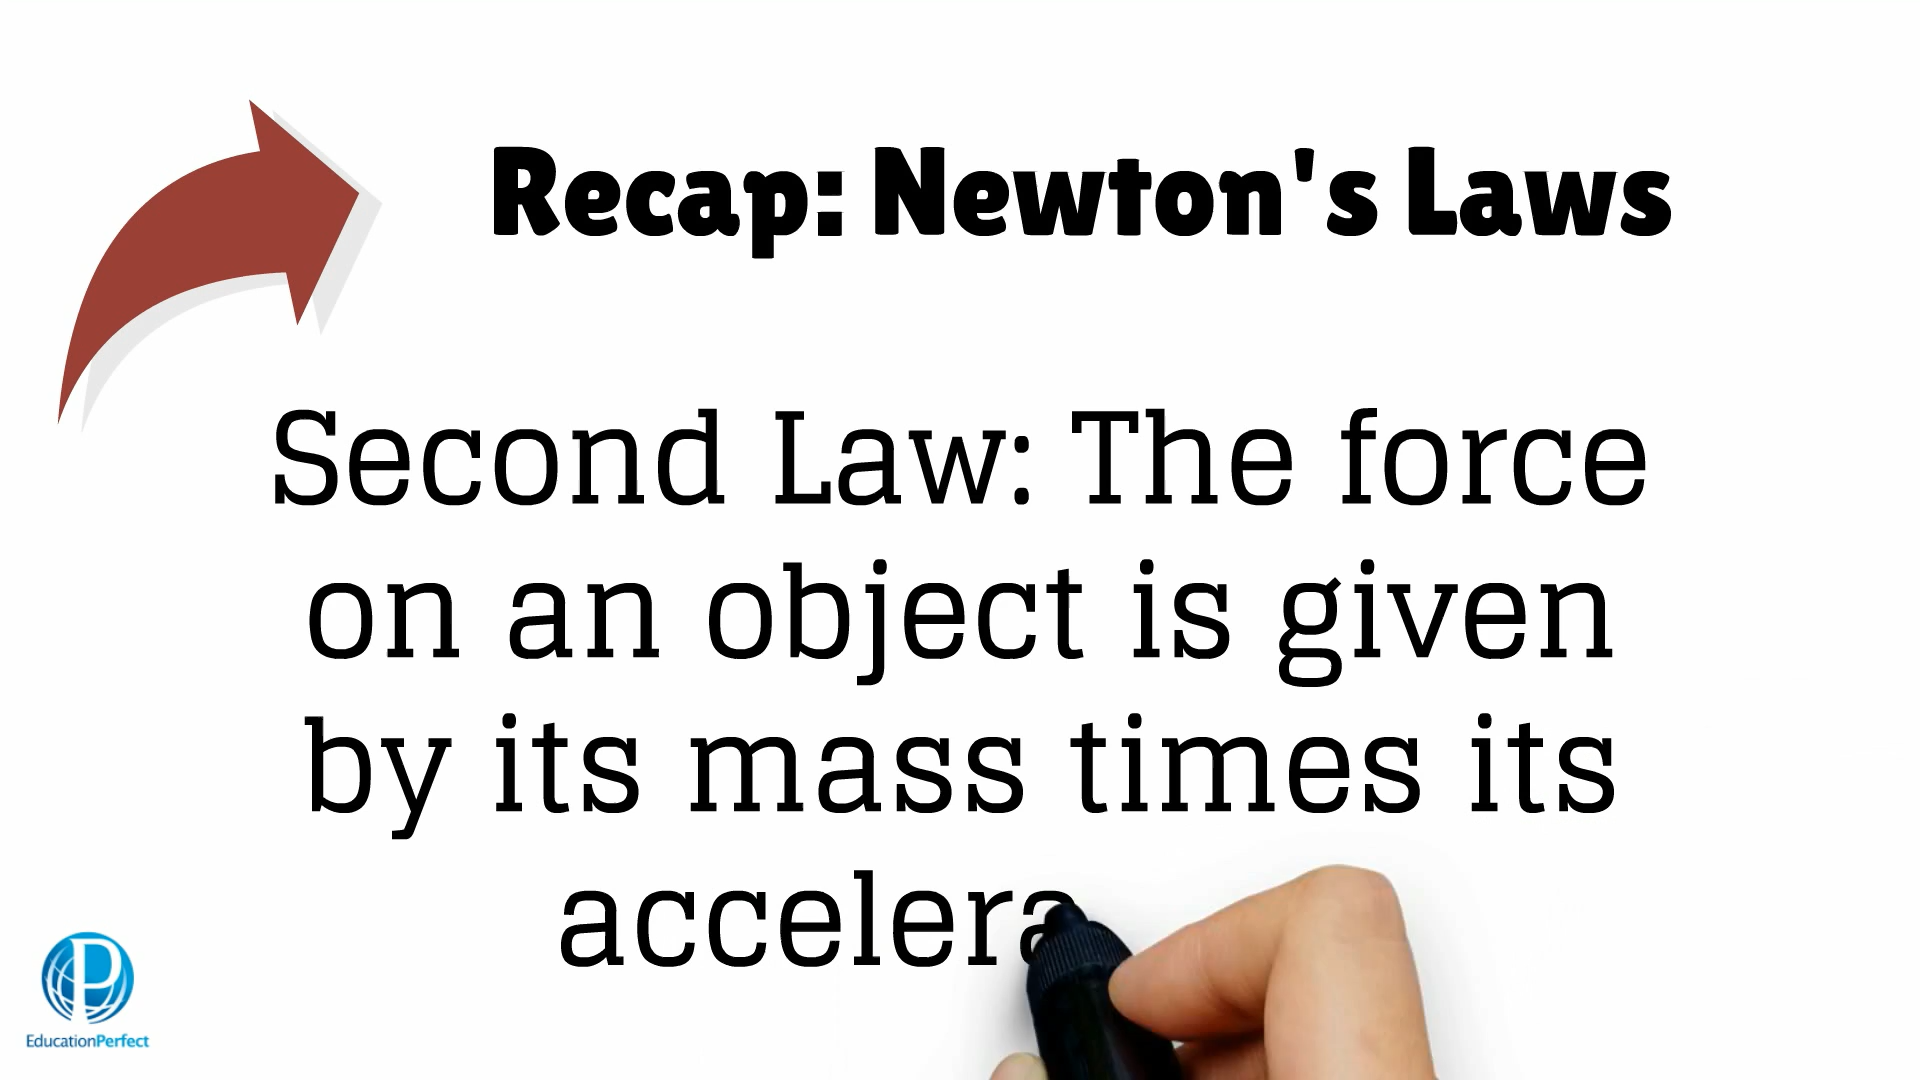 Recap: Newton's Laws
Second Law: The force
on an object is given
by its mass times its
accelera
EducationPerfect